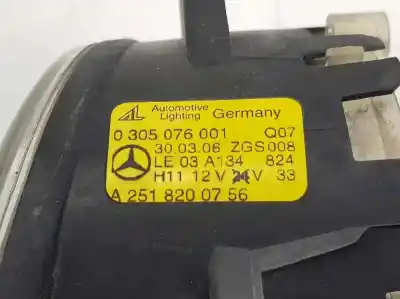 AL Automotive Lighting Germany
0 305 076 001 Q07
30.03.06 ZGS 008
LE 03 A134 824
H11 12 V 24 V 33
A 251 820 07 56